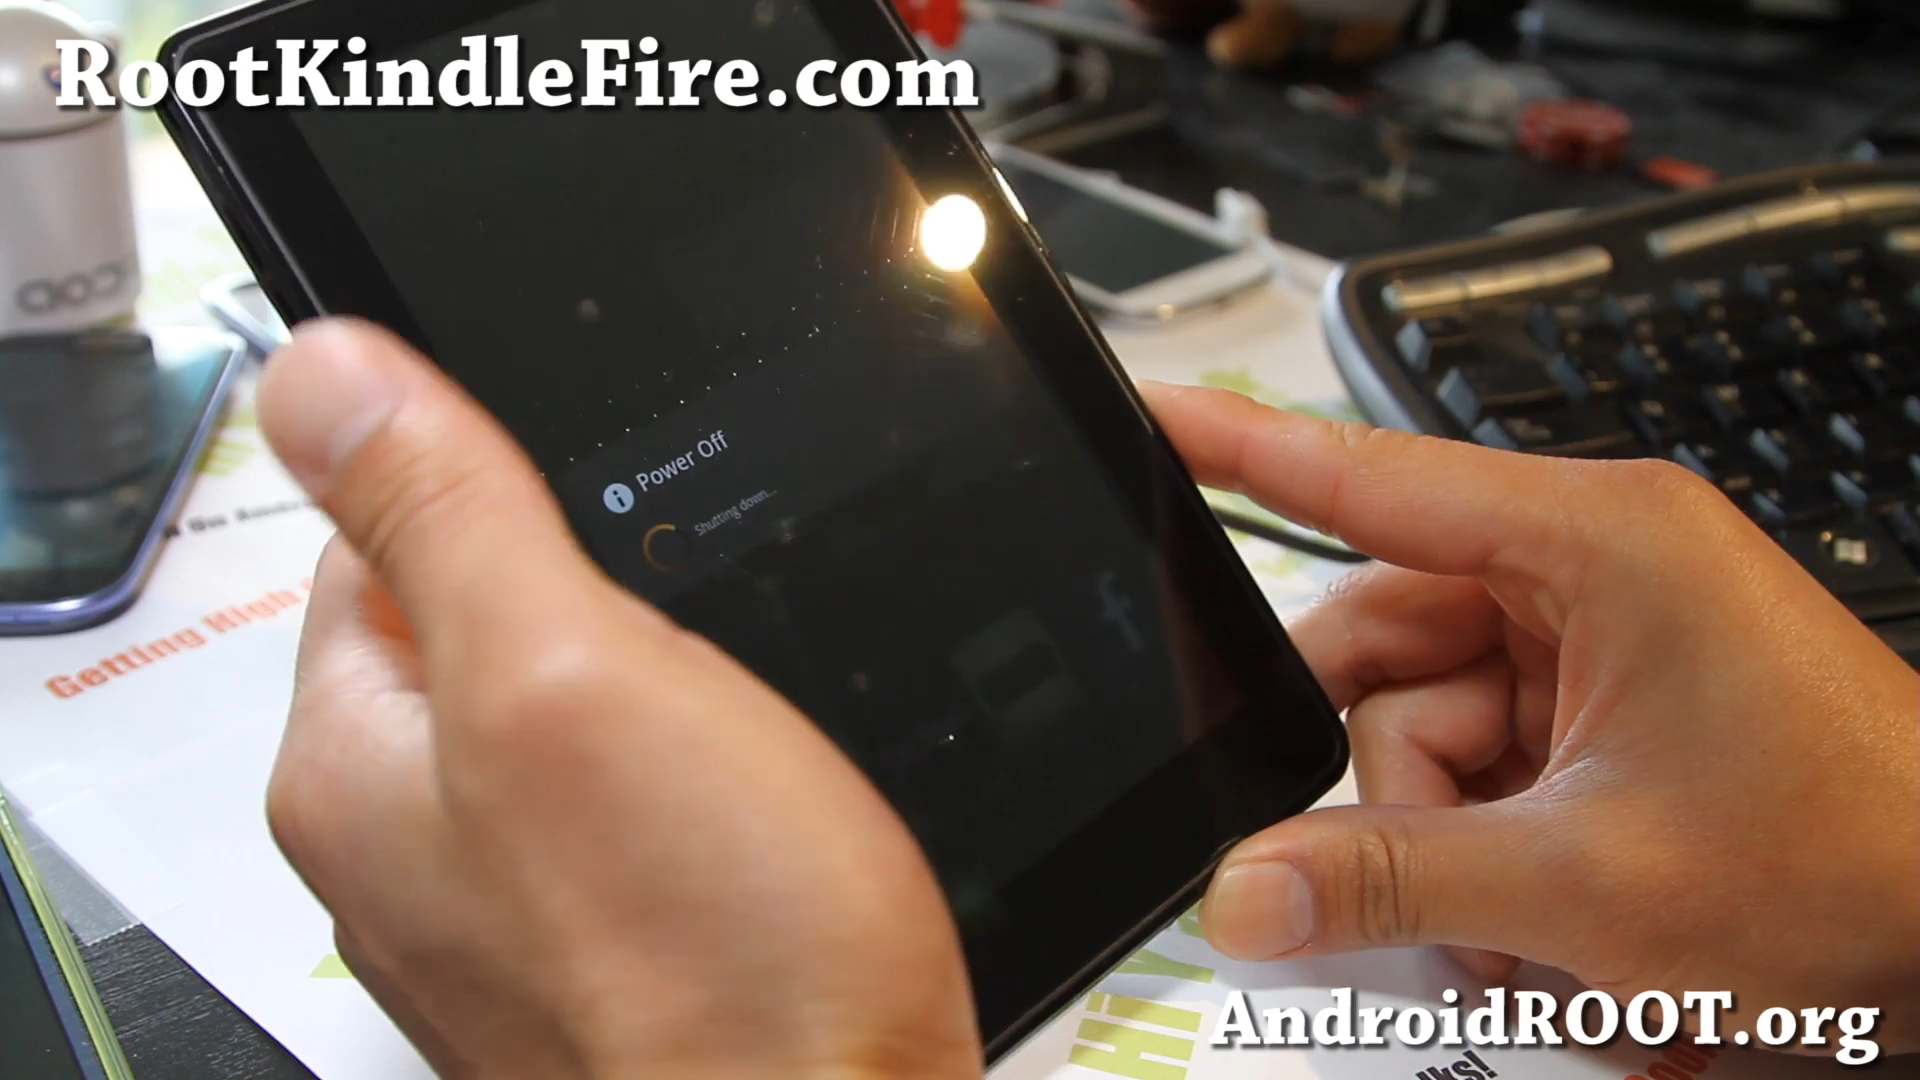 RootKindleFire.com
Power Off
Shutting down...
Getting High
f
AndroidROOT.org